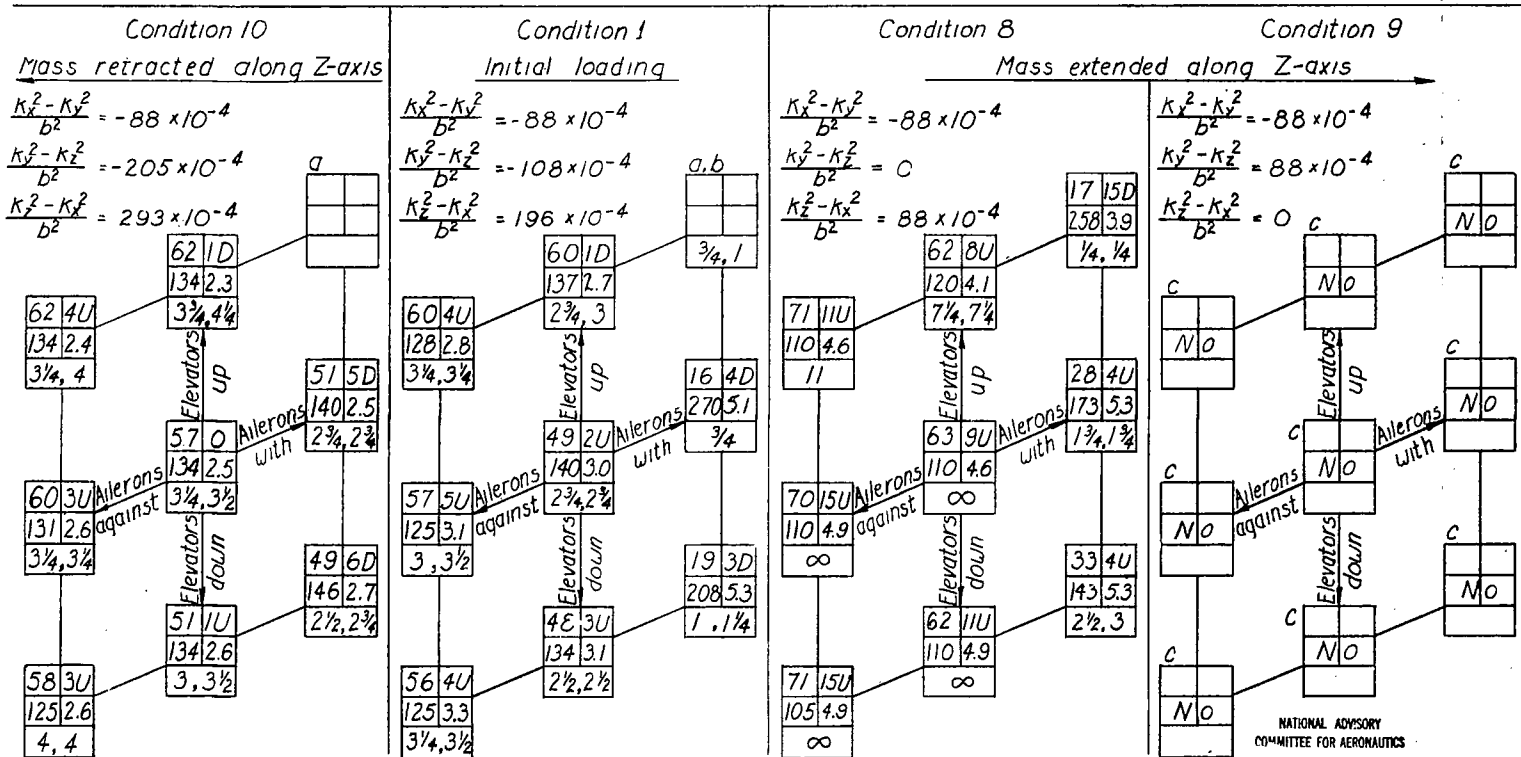 Condition 10
Mass retracted along Z-axis
Kx² - Ky² / b² = -88 × 10⁻⁴
Ky² - Kz² / b² = -205 × 10⁻⁴
Kz² - Kx² / b² = 293 × 10⁻⁴
a
62 1D
134 2.3
3¾, 4¼
62 4U
134 2.4
3¼, 4
Elevators up
51 5D
140 2.5
2¾, 2¾
57 0
134 2.5
3¼, 3½
Ailerons with
Ailerons against
60 3U
131 2.6
3¼, 3¼
Elevators down
49 6D
146 2.7
2½, 2¾
51 1U
134 2.6
3, 3½
58 3U
125 2.6
4, 4
Condition 1
Initial loading
Kx² - Ky² / b² = -88 × 10⁻⁴
Ky² - Kz² / b² = -108 × 10⁻⁴
Kz² - Kx² / b² = 196 × 10⁻⁴
a,b
¾, 1
60 1D
137 2.7
2¾, 3
60 4U
128 2.8
3¼, 3¼
Elevators up
16 4D
270 5.1
¾
49 2U
140 3.0
2¾, 2¾
Ailerons with
Ailerons against
57 5U
125 3.1
3, 3½
Elevators down
19 3D
208 5.3
1, 1¼
3U
134 3.1
2½, 2½
56 4U
125 3.3
3¼, 3½
Condition 8
Condition 9
Mass extended along Z-axis
Kx² - Ky² / b² = -88 × 10⁻⁴
Ky² - Kz² / b² = 0
Kz² - Kx² / b² = 88 × 10⁻⁴
17 15D
258 3.9
¼, ¼
62 8U
120 4.1
7¼, 7¼
71 11U
110 4.6
11
Elevators up
28 4U
173 5.3
1¾, 1¾
63 9U
110 4.6
∞
Ailerons with
Ailerons against
70 15U
110 4.9
∞
Elevators down
33 4U
143 5.3
2½, 3
62 11U
110 4.9
∞
71 15U
105 4.9
∞
Kx² - Ky² / b² = -88 × 10⁻⁴
Ky² - Kz² / b² = 88 × 10⁻⁴
Kz² - Kx² / b² = 0
c
NO
c
NO
c
NO
Elevators up
c
NO
c
NO
Ailerons with
Ailerons against
c
NO
Elevators down
c
NO
c
NO
c
NO
NATIONAL ADVISORY
COMMITTEE FOR AERONAUTICS